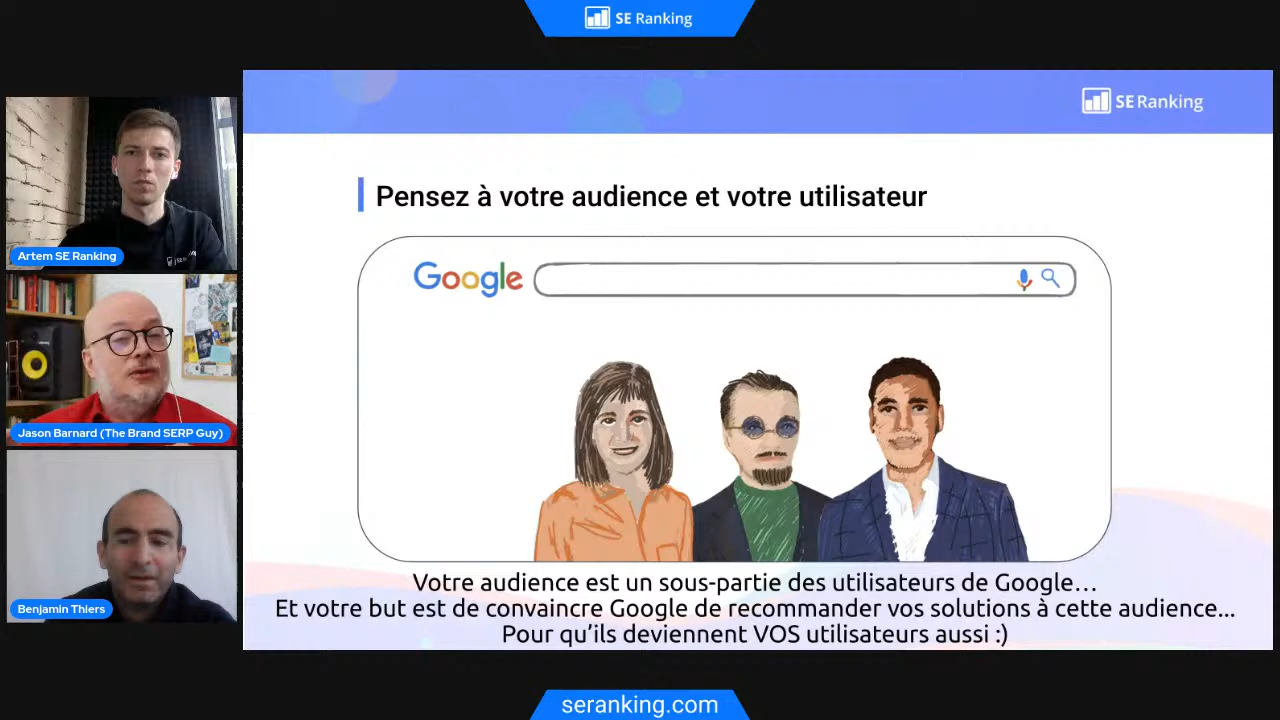 SE Ranking
SE Ranking
Artem SE Ranking
Jason Barnard (The Brand SERP Guy)
Benjamin Thiers
Pensez à votre audience et votre utilisateur
Google
Votre audience est un sous-partie des utilisateurs de Google…
Et votre but est de convaincre Google de recommander vos solutions à cette audience...
Pour qu’ils deviennent VOS utilisateurs aussi :)
seranking.com